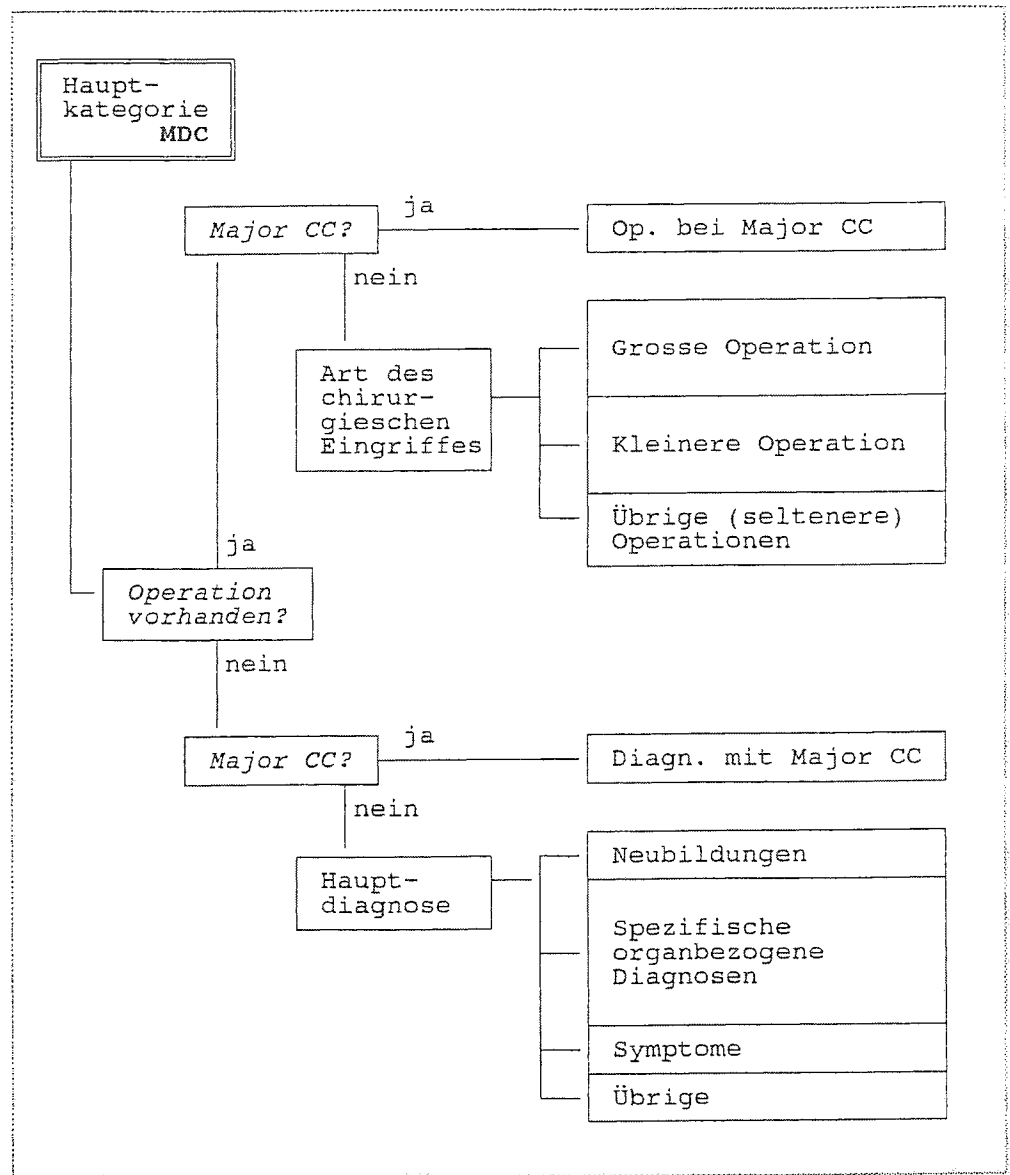 Haupt-
kategorie
MDC
ja
Major CC?
Op. bei Major CC
nein
Art des
chirur-
gieschen
Eingriffes
Grosse Operation
Kleinere Operation
Übrige (seltenere)
Operationen
ja
Operation
vorhanden?
nein
ja
Major CC?
Diagn. mit Major CC
nein
Haupt-
diagnose
Neubildungen
Spezifische
organbezogene
Diagnosen
Symptome
Übrige